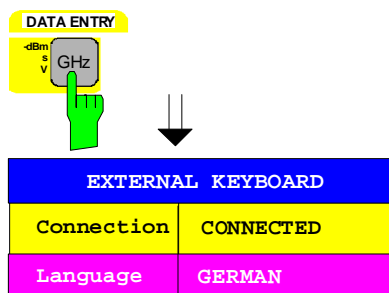 DATA ENTRY
-dBm
s
V
GHz
EXTERNAL KEYBOARD
Connection CONNECTED
Language GERMAN